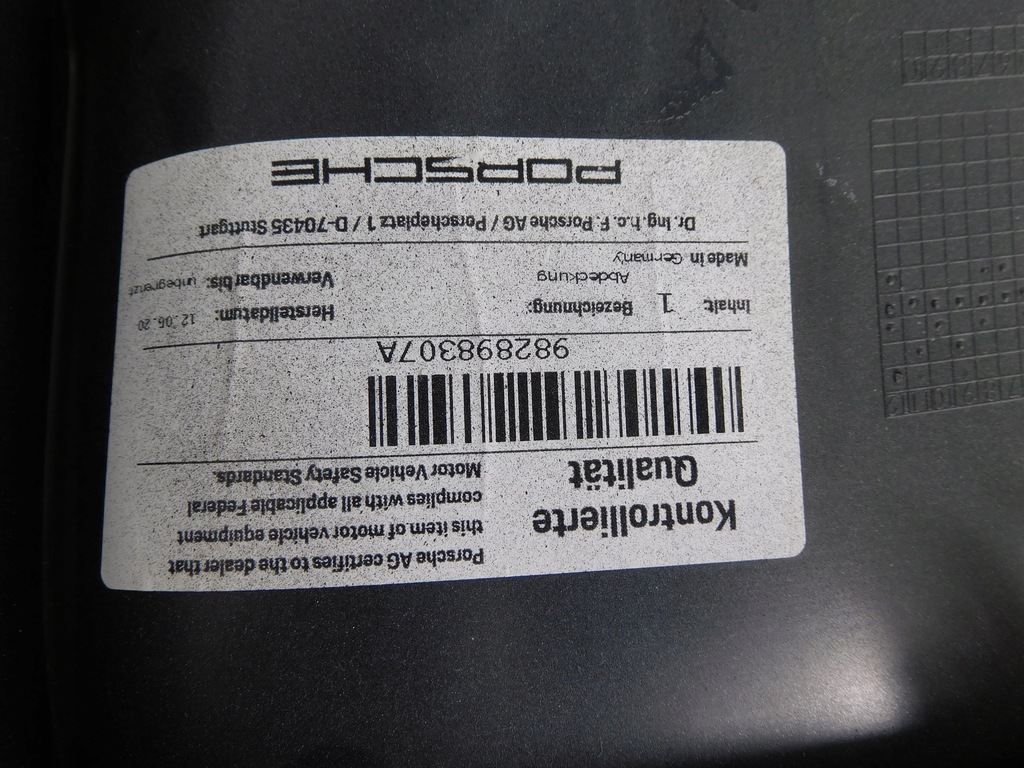 Kontrollierte
Qualität
Porsche AG certifies to the dealer that
this item of motor vehicle equipment
complies with all applicable Federal
Motor Vehicle Safety Standards.
982898307A
Inhalt: 1 Bezeichnung: Herstelldatum: 12.06.20
Abdeckung Verwendbar bis: unbegrenzt
Made in Germany
Dr. Ing. h.c. F. Porsche AG / Porscheplatz 1 / D-70435 Stuttgart
PORSCHE